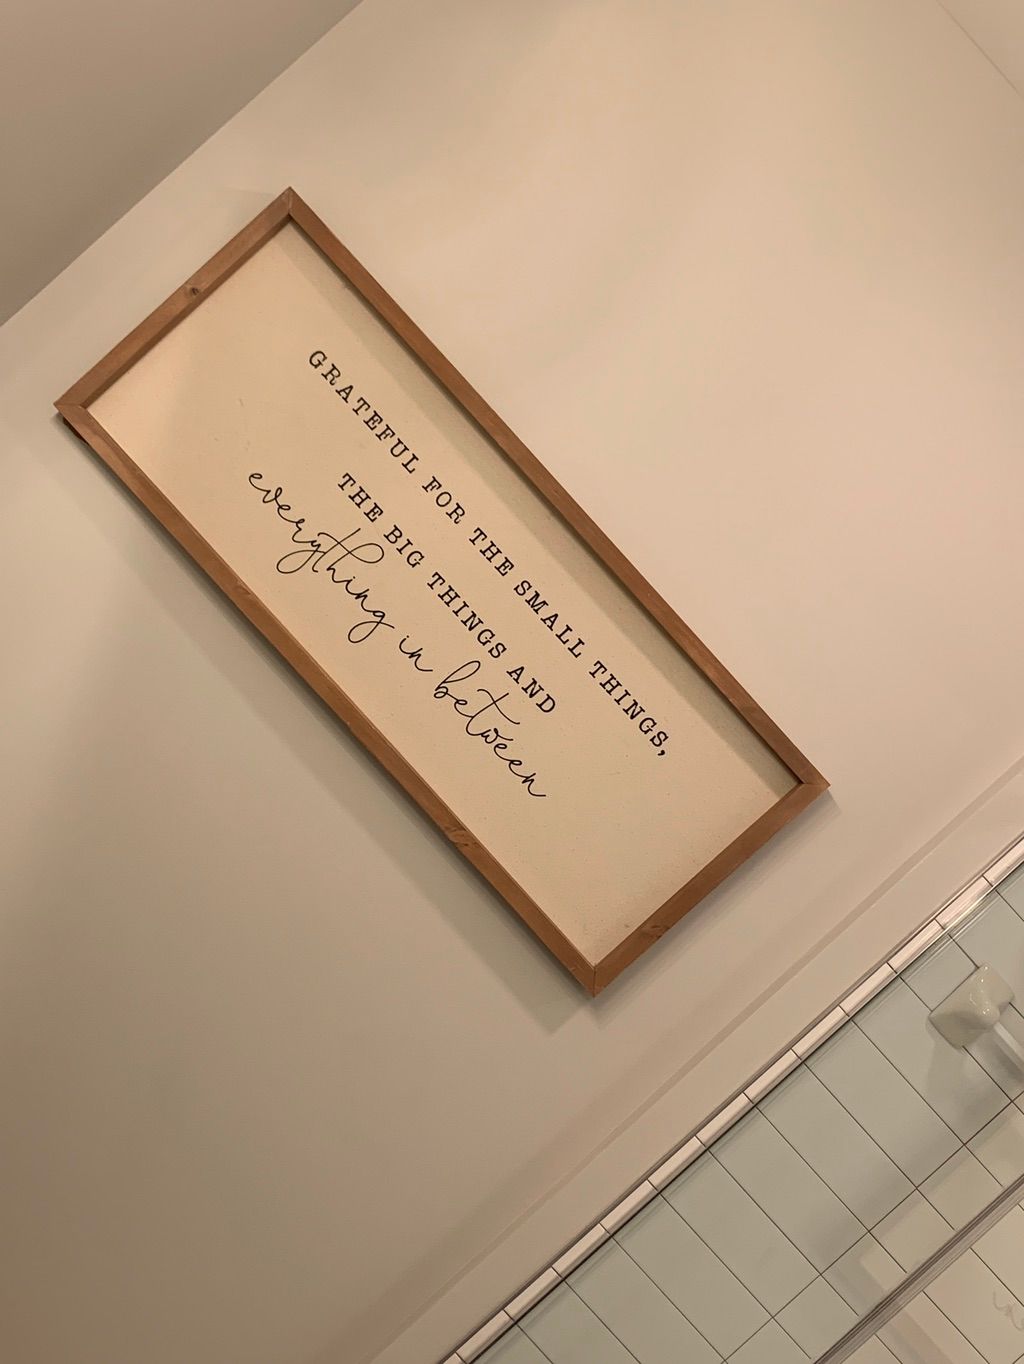 GRATEFUL FOR THE SMALL THINGS,
THE BIG THINGS AND
everything in between